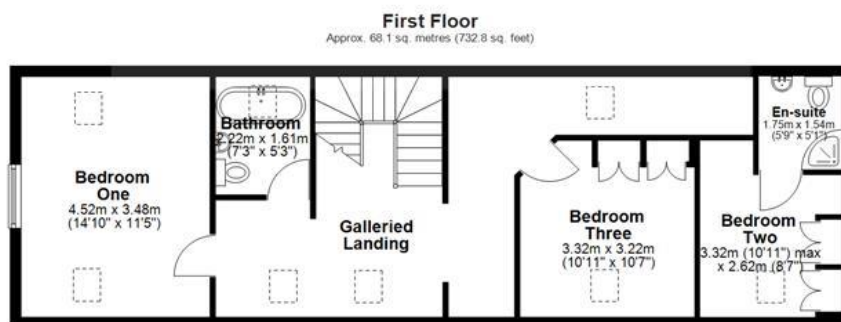 First Floor
Approx. 68.1 sq. metres (732.8 sq. feet)
Bedroom
One
4.52m x 3.48m
(14'10" x 11'5")
Bathroom
2.22m x 1.61m
(7'3" x 5'3")
Galleried
Landing
Bedroom
Three
3.32m x 3.22m
(10'11" x 10'7")
Bedroom
Two
3.32m (10'11") max
x 2.62m (8'7")
En-suite
1.75m x 1.54m
(5'9" x 5'1")